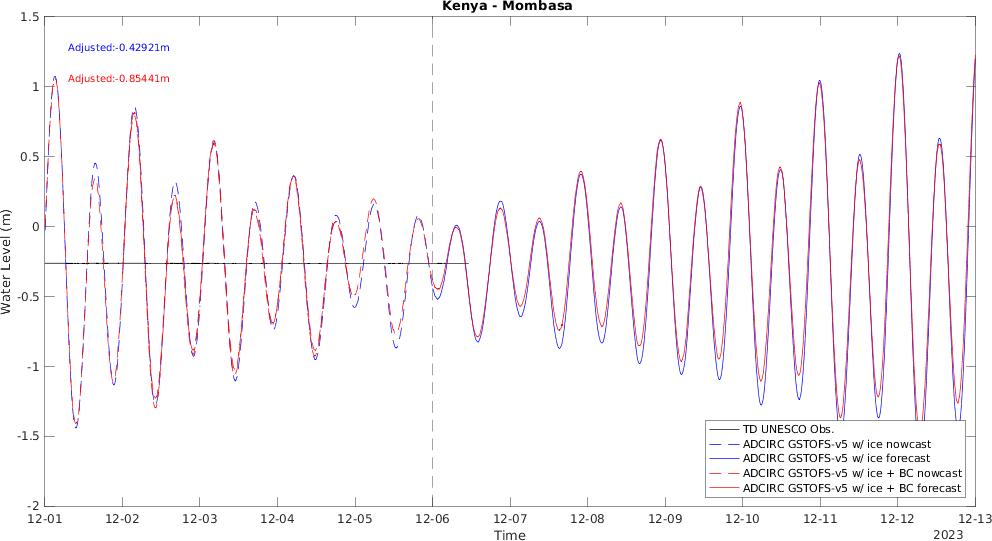 Kenya - Mombasa
Adjusted:-0.42921m
Adjusted:-0.85441m
1.5
1
0.5
0
-0.5
-1
-1.5
-2
Water Level (m)
TD UNESCO Obs.
ADCIRC GSTOFS-v5 w/ ice nowcast
ADCIRC GSTOFS-v5 w/ ice forecast
ADCIRC GSTOFS-v5 w/ ice + BC nowcast
ADCIRC GSTOFS-v5 w/ ice + BC forecast
12-01 12-02 12-03 12-04 12-05 12-06 12-07 12-08 12-09 12-10 12-11 12-12 12-13
Time
2023